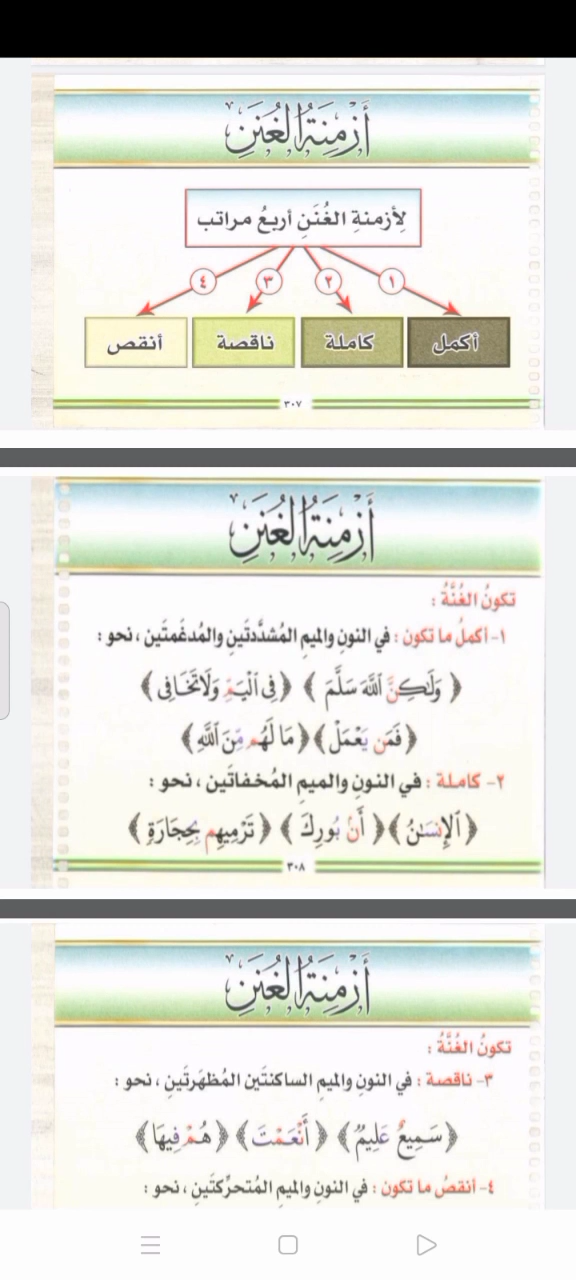 أَزْمِنَةُ الغُنَنِ
لِأزمنةِ الغُنَنِ أربعُ مراتب
١ ٢ ٣ ٤
أكمل كاملة ناقصة أنقص
٣٠٧
أَزْمِنَةُ الغُنَنِ
تكونُ الغُنَّةُ :
١- أكملُ ما تكون : في النونِ والميمِ المُشدَّدتَينِ والمُدغَمتَين ، نحو :
﴿ وَلَٰكِنَّ ٱللَّهَ سَلَّمَ ﴾ ﴿ فِى ٱلْيَمِّ وَلَا تَخَافِى ﴾
﴿ فَمَن يَعْمَلْ ﴾ ﴿ مَا لَهُم مِّنَ ٱللَّهِ ﴾
٢- كاملة : في النونِ والميمِ المُخفاتَين ، نحو :
﴿ ٱلْإِنسَٰنُ ﴾ ﴿ أَنۢ بُورِكَ ﴾ ﴿ تَرْمِيهِم بِحِجَارَةٍ ﴾
٣٠٨
أَزْمِنَةُ الغُنَنِ
تكونُ الغُنَّةُ :
٣- ناقصة : في النونِ والميمِ الساكنتَينِ المُظهَرتَينِ ، نحو :
﴿ سَمِيعٌ عَلِيمٌ ﴾ ﴿ أَنْعَمْتَ ﴾ ﴿ هُمْ فِيهَا ﴾
٤- أنقصُ ما تكون : في النونِ والميمِ المُتحرِّكتَينِ ، نحو :